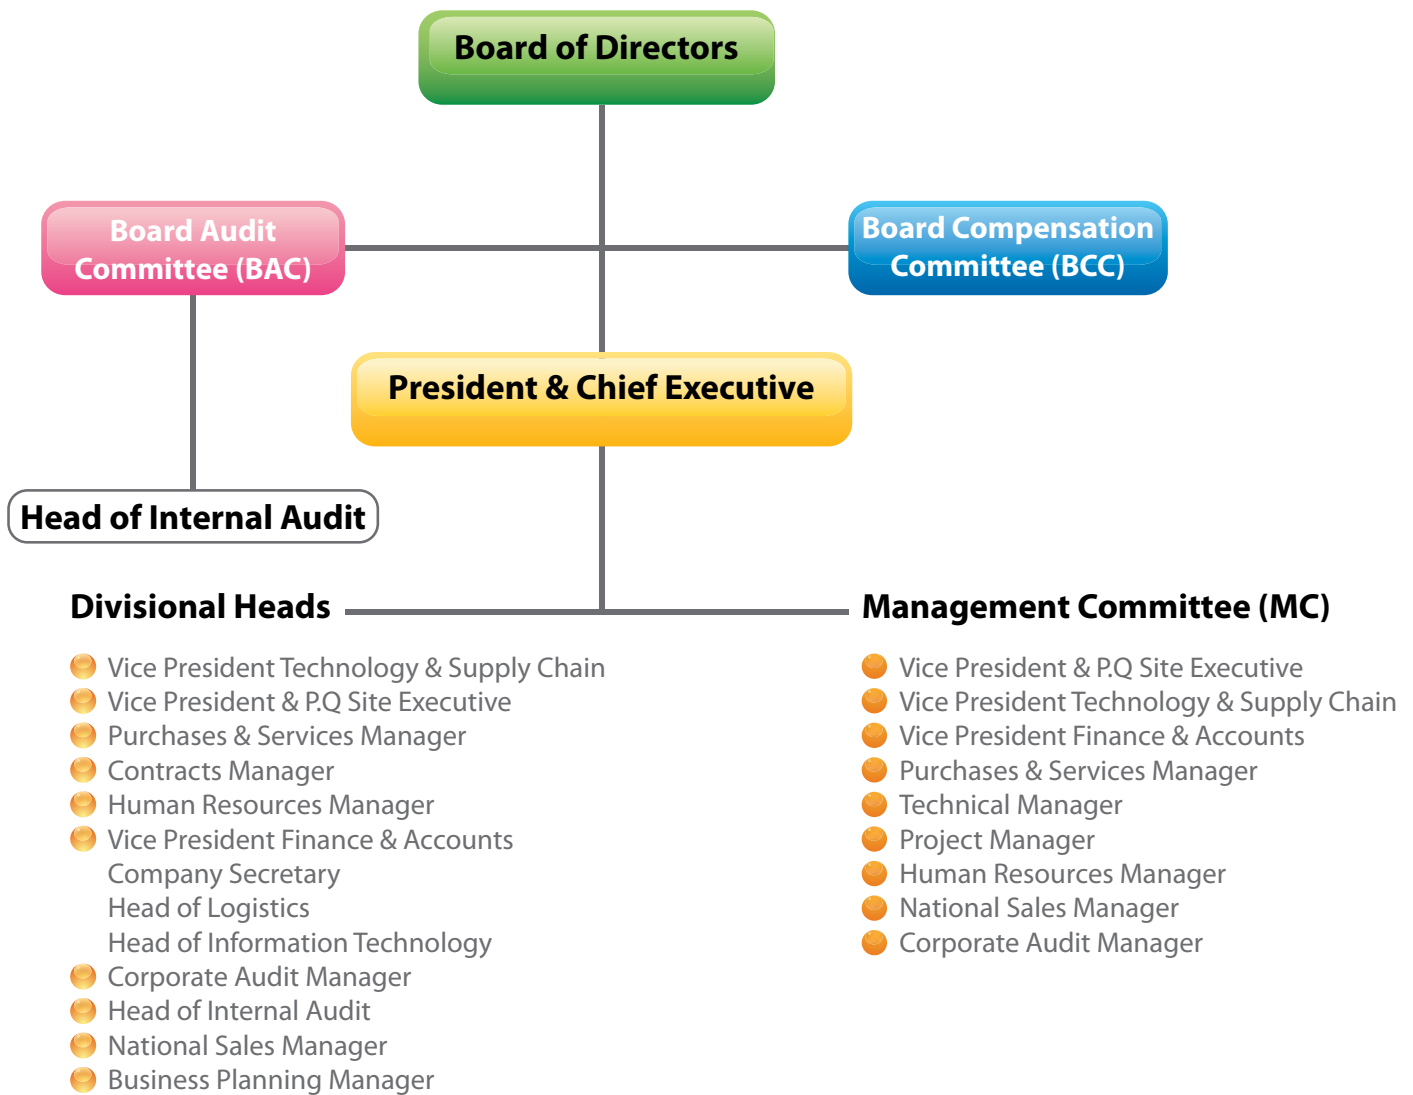 Board of Directors
Board Audit
Committee (BAC)
Board Compensation
Committee (BCC)
President & Chief Executive
Head of Internal Audit
Divisional Heads
Vice President Technology & Supply Chain
Vice President & P.Q Site Executive
Purchases & Services Manager
Contracts Manager
Human Resources Manager
Vice President Finance & Accounts
Company Secretary
Head of Logistics
Head of Information Technology
Corporate Audit Manager
Head of Internal Audit
National Sales Manager
Business Planning Manager
Management Committee (MC)
Vice President & P.Q Site Executive
Vice President Technology & Supply Chain
Vice President Finance & Accounts
Purchases & Services Manager
Technical Manager
Project Manager
Human Resources Manager
National Sales Manager
Corporate Audit Manager